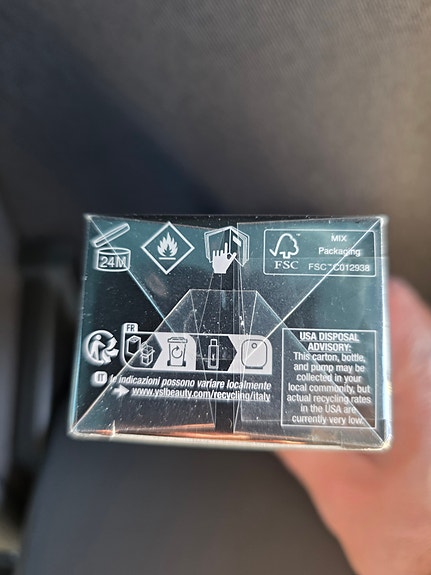 24M
FSC
MIX
Packaging
FSC™ C012938
FR
IT le indicazioni possono variare localmente
www.yslbeauty.com/recycling/italy
USA DISPOSAL
ADVISORY:
This carton, bottle,
and pump may be
collected in your
local community, but
actual recycling rates
in the USA are
currently very low.